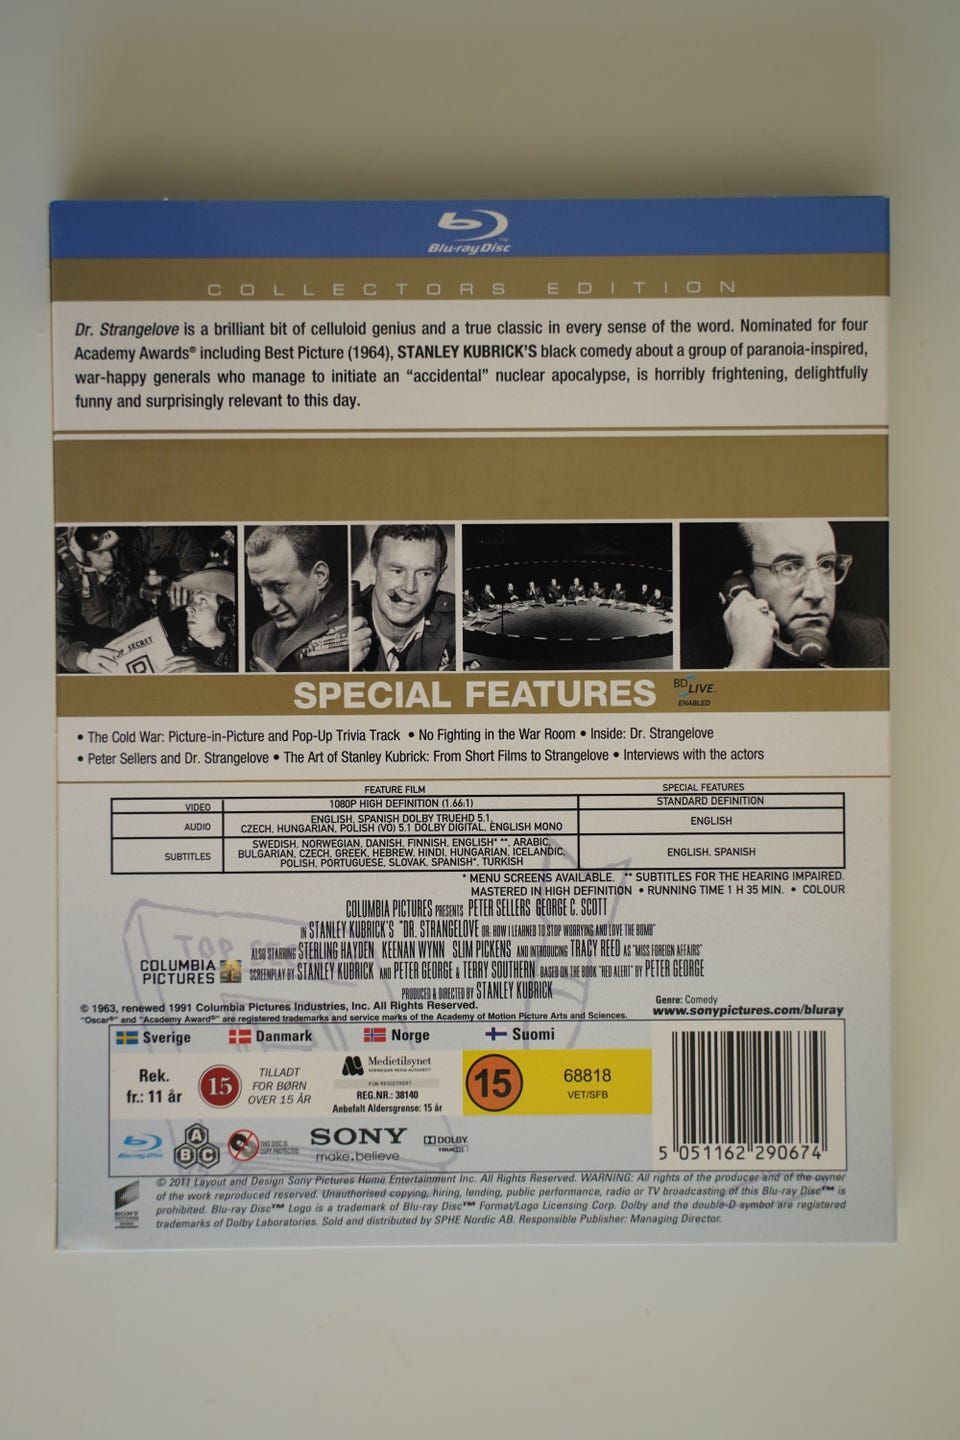 Blu-ray Disc™
COLLECTORS EDITION
Dr. Strangelove is a brilliant bit of celluloid genius and a true classic in every sense of the word. Nominated for four
Academy Awards® including Best Picture (1964), STANLEY KUBRICK'S black comedy about a group of paranoia-inspired,
war-happy generals who manage to initiate an "accidental" nuclear apocalypse, is horribly frightening, delightfully
funny and surprisingly relevant to this day.
TOP SECRET
SPECIAL FEATURES BD LIVE™ ENABLED
• The Cold War: Picture-in-Picture and Pop-Up Trivia Track • No Fighting in the War Room • Inside: Dr. Strangelove
• Peter Sellers and Dr. Strangelove • The Art of Stanley Kubrick: From Short Films to Strangelove • Interviews with the actors
FEATURE FILM SPECIAL FEATURES
VIDEO 1080P HIGH DEFINITION (1.66:1) STANDARD DEFINITION
AUDIO ENGLISH, SPANISH DOLBY TRUEHD 5.1, ENGLISH
CZECH, HUNGARIAN, POLISH (VO) 5.1 DOLBY DIGITAL, ENGLISH MONO
SUBTITLES SWEDISH, NORWEGIAN, DANISH, FINNISH, ENGLISH* **, ARABIC, ENGLISH, SPANISH
BULGARIAN, CZECH, GREEK, HEBREW, HINDI, HUNGARIAN, ICELANDIC,
POLISH, PORTUGUESE, SLOVAK, SPANISH*, TURKISH
* MENU SCREENS AVAILABLE. ** SUBTITLES FOR THE HEARING IMPAIRED.
MASTERED IN HIGH DEFINITION • RUNNING TIME 1 H 35 MIN. • COLOUR
COLUMBIA PICTURES PRESENTS PETER SELLERS GEORGE C. SCOTT
IN STANLEY KUBRICK'S "DR. STRANGELOVE OR: HOW I LEARNED TO STOP WORRYING AND LOVE THE BOMB"
ALSO STARRING STERLING HAYDEN KEENAN WYNN SLIM PICKENS AND INTRODUCING TRACY REED AS "MISS FOREIGN AFFAIRS"
COLUMBIA PICTURES
SCREENPLAY BY STANLEY KUBRICK AND PETER GEORGE & TERRY SOUTHERN BASED ON THE BOOK "RED ALERT" BY PETER GEORGE
PRODUCED & DIRECTED BY STANLEY KUBRICK
© 1963, renewed 1991 Columbia Pictures Industries, Inc. All Rights Reserved.
"Oscar®" and "Academy Award®" are registered trademarks and service marks of the Academy of Motion Picture Arts and Sciences.
Genre: Comedy
www.sonypictures.com/bluray
Sverige Danmark Norge Suomi
Rek.
fr.: 11 år
15
TILLADT
FOR BØRN
OVER 15 ÅR
Medietilsynet
NORWEGIAN MEDIA AUTHORITY
KUN REGISTRERT
REG.NR.: 38140
Anbefalt Aldersgrense: 15 år
15
68818
VET/SFB
5 051162 290674
Blu-ray Disc
A B C
THIS DISC IS
COPY PROTECTED
SONY
make.believe
DOLBY
TRUEHD
SONY
PICTURES
© 2011 Layout and Design Sony Pictures Home Entertainment Inc. All Rights Reserved. WARNING: All rights of the producer and of the owner
of the work reproduced reserved. Unauthorised copying, hiring, lending, public performance, radio or TV broadcasting of this Blu-ray Disc™ is
prohibited. Blu-ray Disc™ Logo is a trademark of Blu-ray Disc™ Format/Logo Licensing Corp. Dolby and the double-D symbol are registered
trademarks of Dolby Laboratories. Sold and distributed by SPHE Nordic AB. Responsible Publisher: Managing Director.